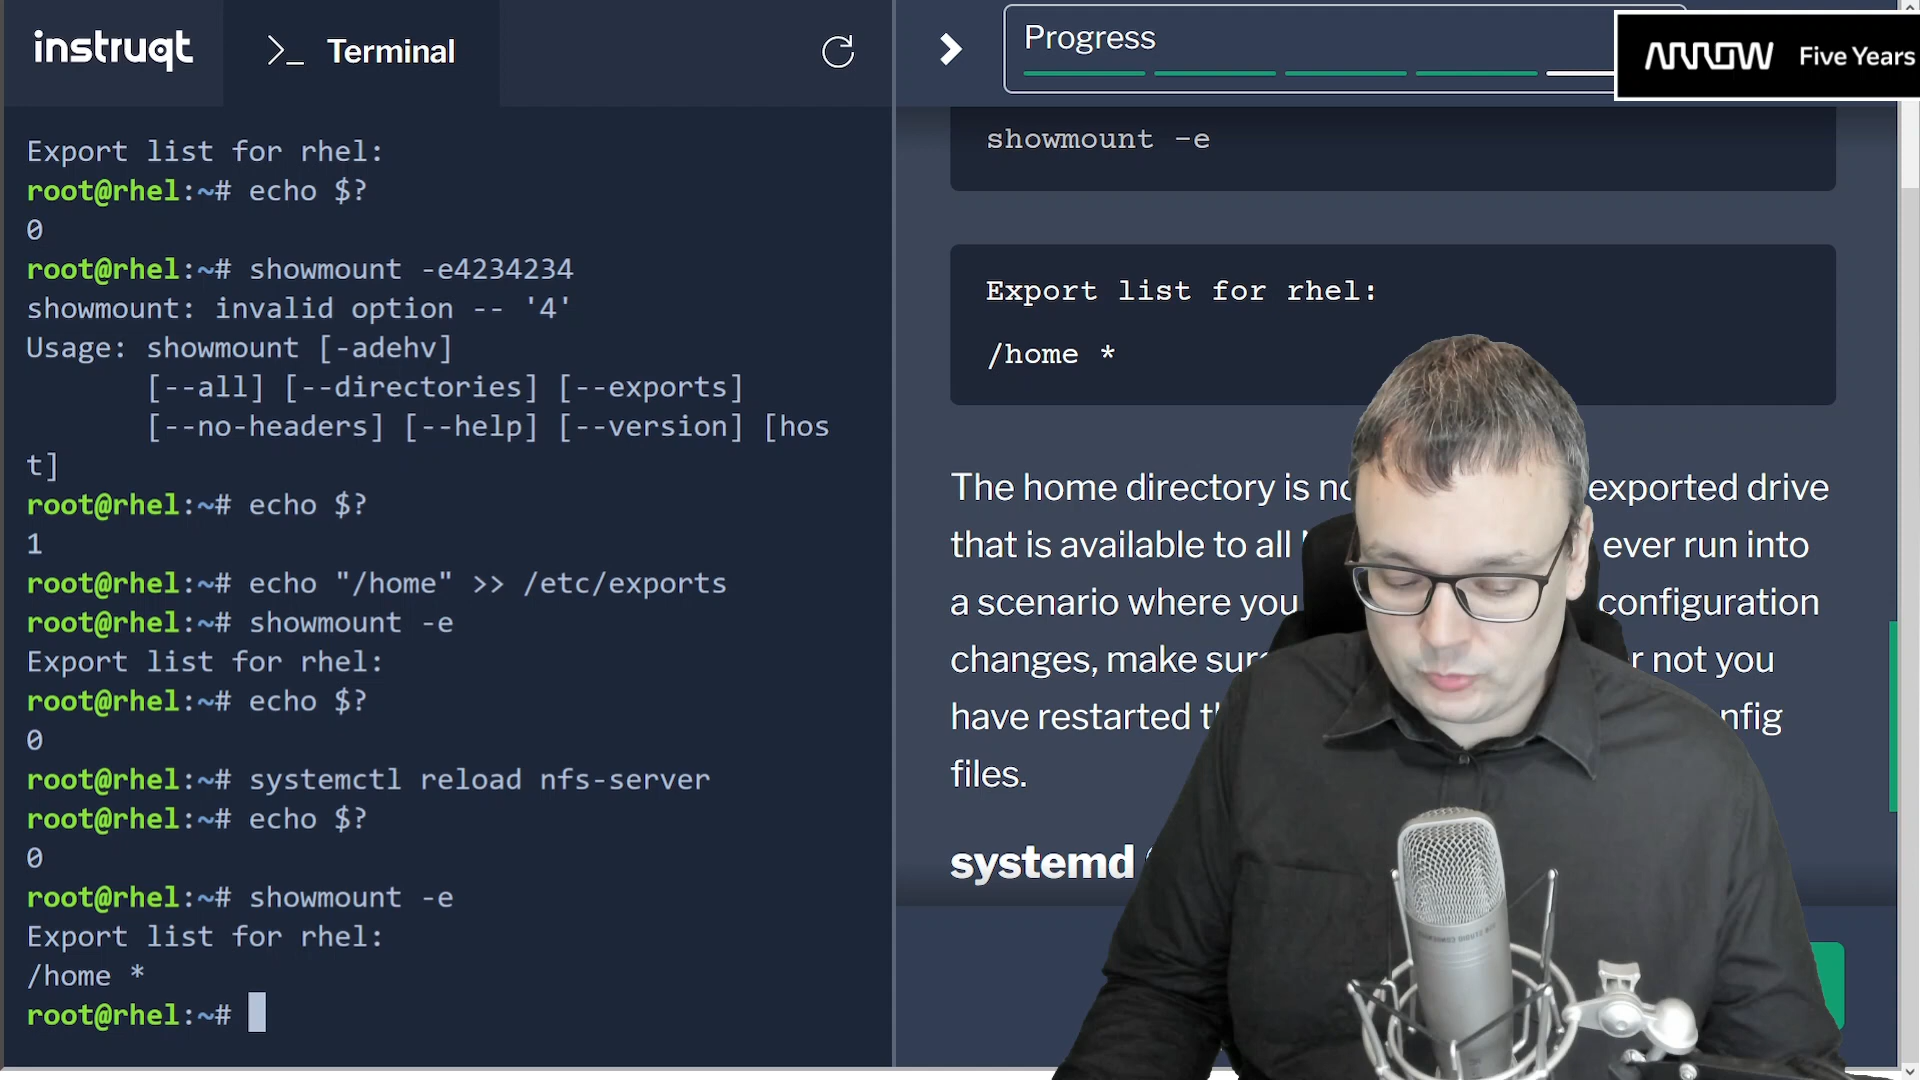 instruqt
>_ Terminal
Export list for rhel:
root@rhel:~# echo $?
0
root@rhel:~# showmount -e4234234
showmount: invalid option -- '4'
Usage: showmount [-adehv]
[--all] [--directories] [--exports]
[--no-headers] [--help] [--version] [hos
t]
root@rhel:~# echo $?
1
root@rhel:~# echo "/home" >> /etc/exports
root@rhel:~# showmount -e
Export list for rhel:
root@rhel:~# echo $?
0
root@rhel:~# systemctl reload nfs-server
root@rhel:~# echo $?
0
root@rhel:~# showmount -e
Export list for rhel:
/home *
root@rhel:~#
Progress
ARROW Five Years
showmount -e
Export list for rhel:
/home *
The home directory is exported drive
that is available to all ever run into
a scenario where you configuration
changes, make not you
have restarted
files.
systemd